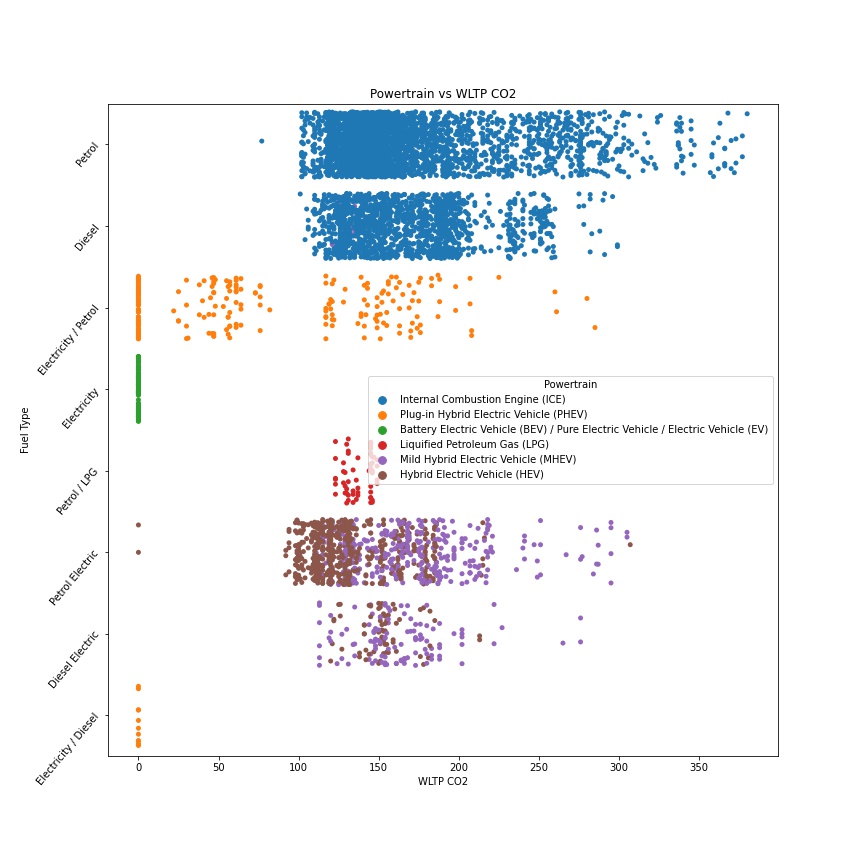 Powertrain vs WLTP CO2
Fuel Type
Petrol
Diesel
Electricity / Petrol
Electricity
Petrol / LPG
Petrol Electric
Diesel Electric
Electricity / Diesel
Powertrain
Internal Combustion Engine (ICE)
Plug-in Hybrid Electric Vehicle (PHEV)
Battery Electric Vehicle (BEV) / Pure Electric Vehicle / Electric Vehicle (EV)
Liquified Petroleum Gas (LPG)
Mild Hybrid Electric Vehicle (MHEV)
Hybrid Electric Vehicle (HEV)
0 50 100 150 200 250 300 350
WLTP CO2